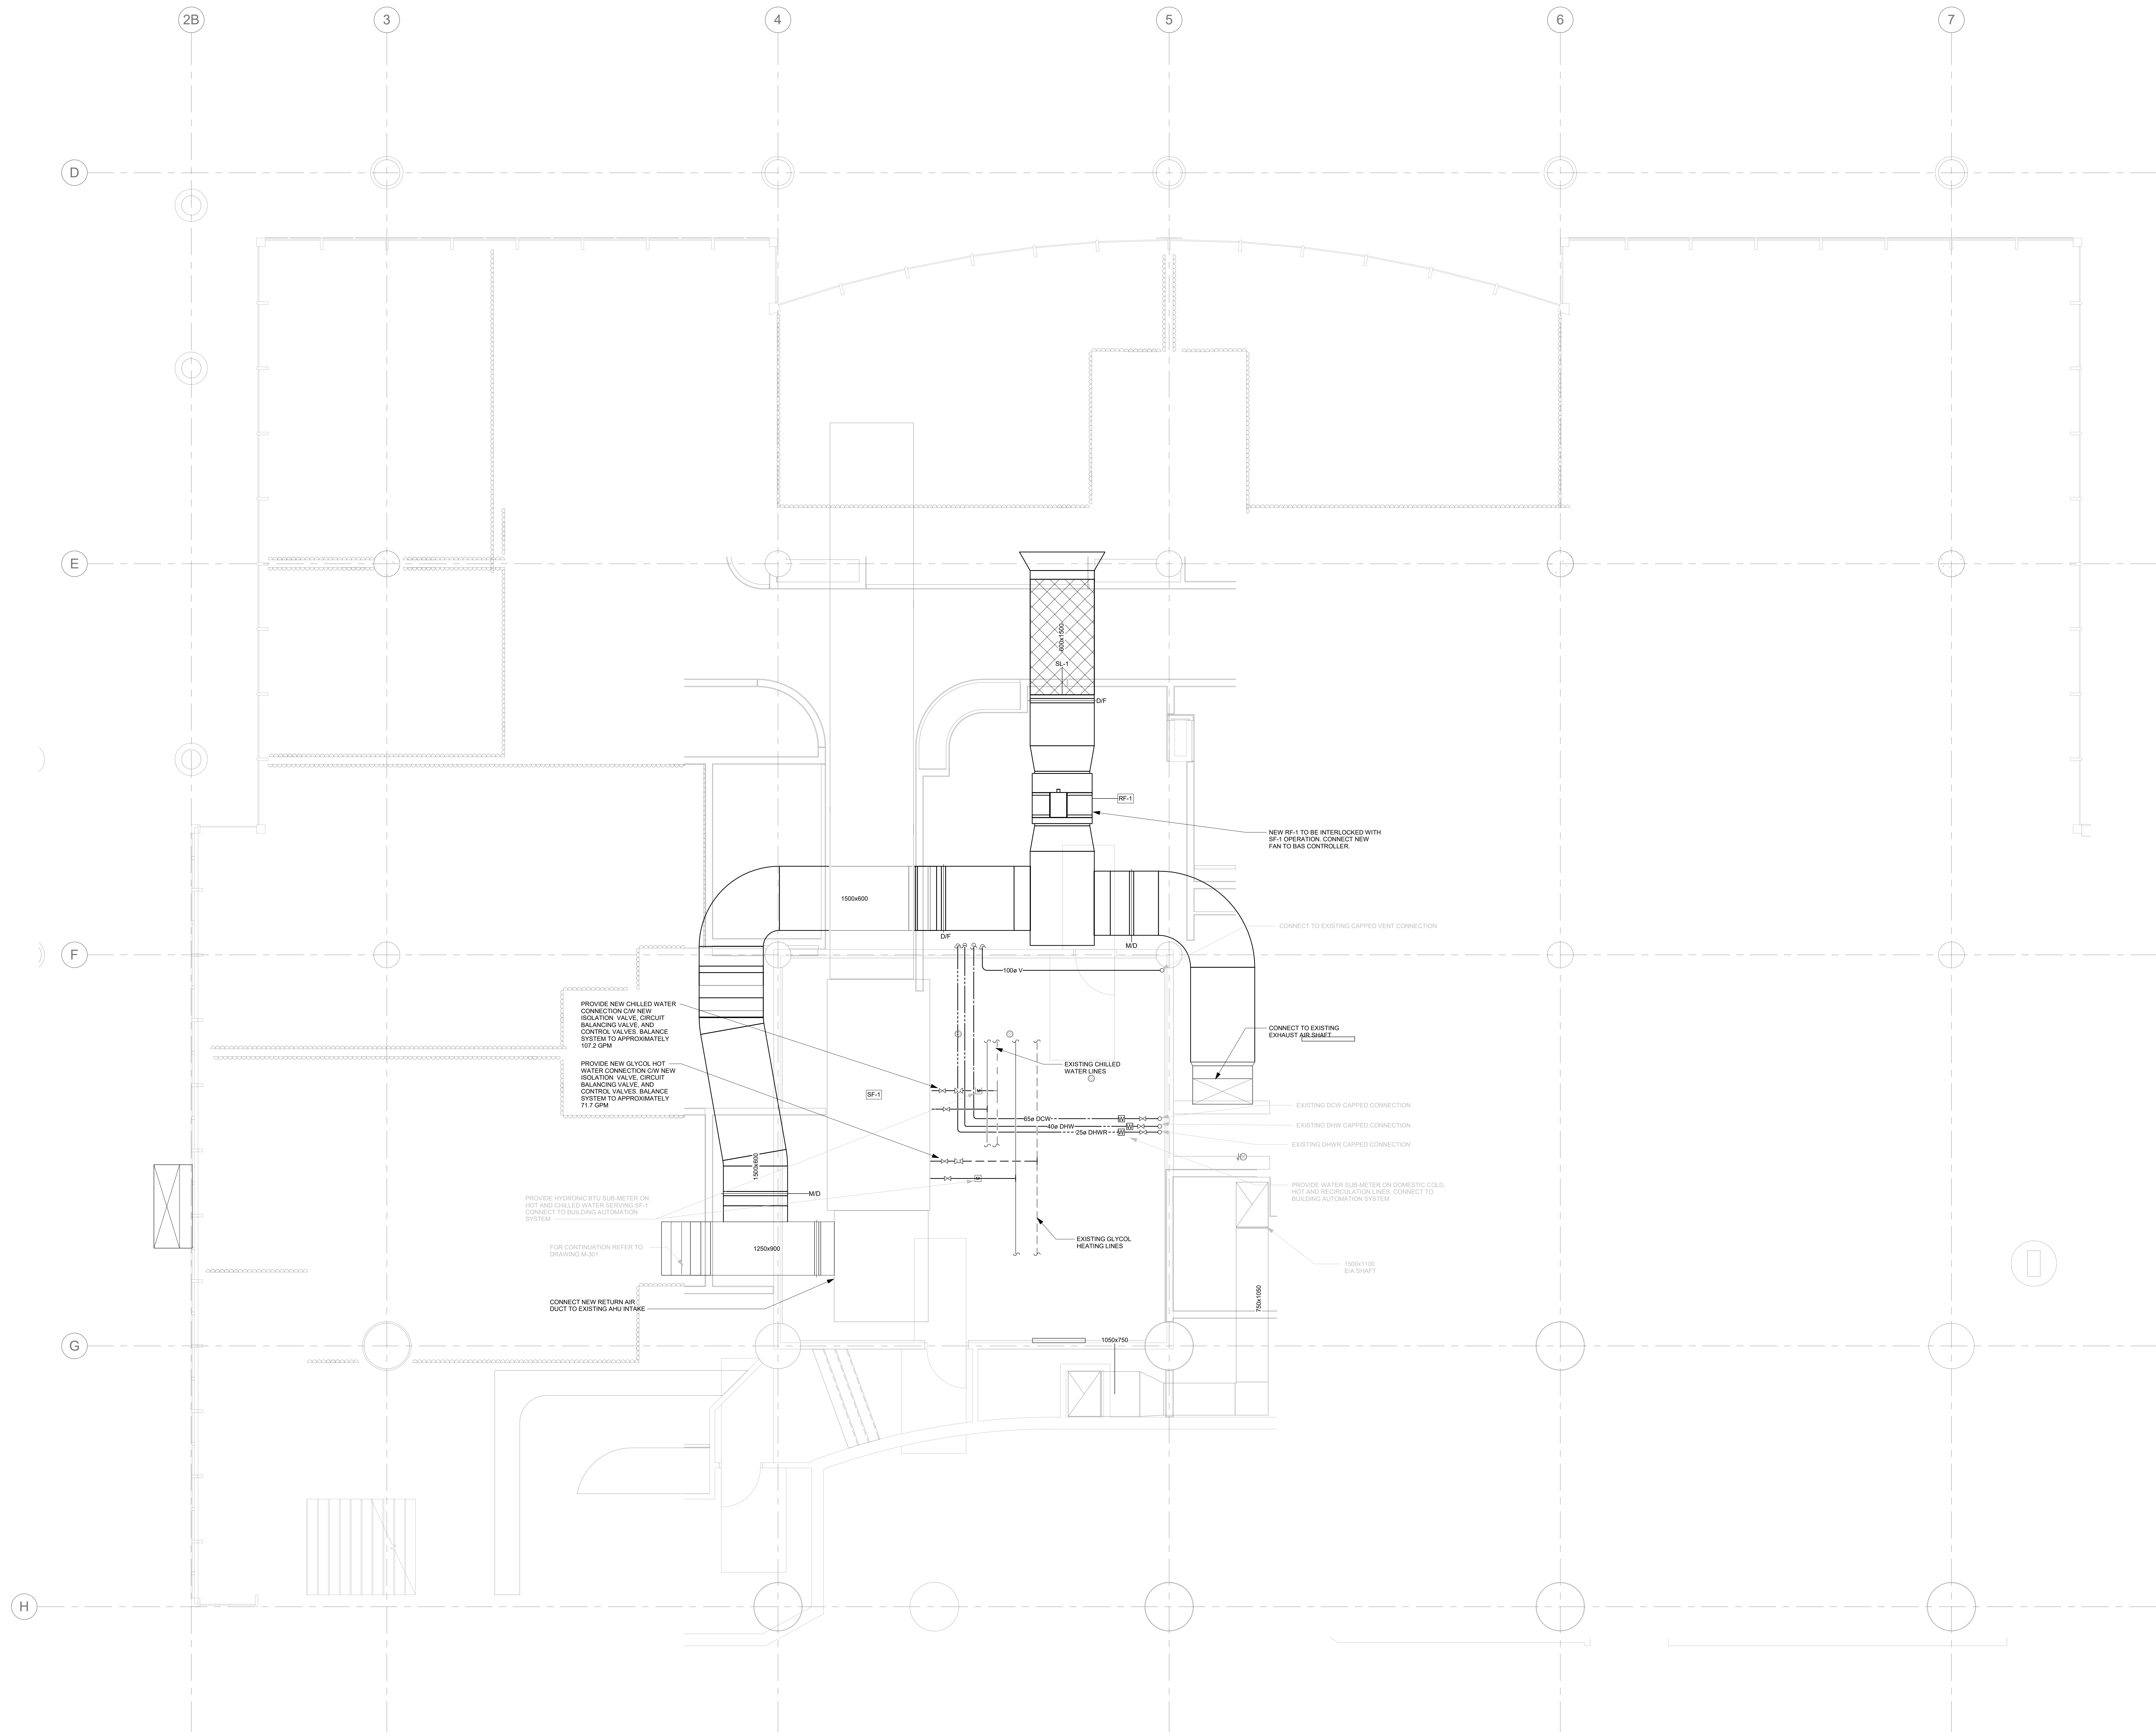 2B
3
4
5
6
7
D
E
600x1500
SL-1
D/F
RF-1
NEW RF-1 TO BE INTERLOCKED WITH
SF-1 OPERATION. CONNECT NEW
FAN TO BAS CONTROLLER.
1500x600
D/F
M/D
CONNECT TO EXISTING CAPPED VENT CONNECTION
F
100ø V
PROVIDE NEW CHILLED WATER
CONNECTION C/W NEW
ISOLATION VALVE, CIRCUIT
BALANCING VALVE, AND
CONTROL VALVES. BALANCE
SYSTEM TO APPROXIMATELY
107.2 GPM
CONNECT TO EXISTING
EXHAUST AIR SHAFT
PROVIDE NEW GLYCOL HOT
WATER CONNECTION C/W NEW
ISOLATION VALVE, CIRCUIT
BALANCING VALVE, AND
CONTROL VALVES. BALANCE
SYSTEM TO APPROXIMATELY
71.7 GPM
EXISTING CHILLED
WATER LINES
SF-1
M
EXISTING DCW CAPPED CONNECTION
65ø DCW
EXISTING DHW CAPPED CONNECTION
40ø DHW
25ø DHWR
EXISTING DHWR CAPPED CONNECTION
1500x600
M
M/D
PROVIDE HYDRONIC BTU SUB-METER ON
HOT AND CHILLED WATER SERVING SF-1
CONNECT TO BUILDING AUTOMATION
SYSTEM
PROVIDE WATER SUB-METER ON DOMESTIC COLD,
HOT AND RECIRCULATION LINES. CONNECT TO
BUILDING AUTOMATION SYSTEM
FOR CONTINUATION REFER TO
DRAWING M-301
1250x900
EXISTING GLYCOL
HEATING LINES
1500x1100
E/A SHAFT
750x1050
CONNECT NEW RETURN AIR
DUCT TO EXISTING AHU INTAKE
G
1050x750
H